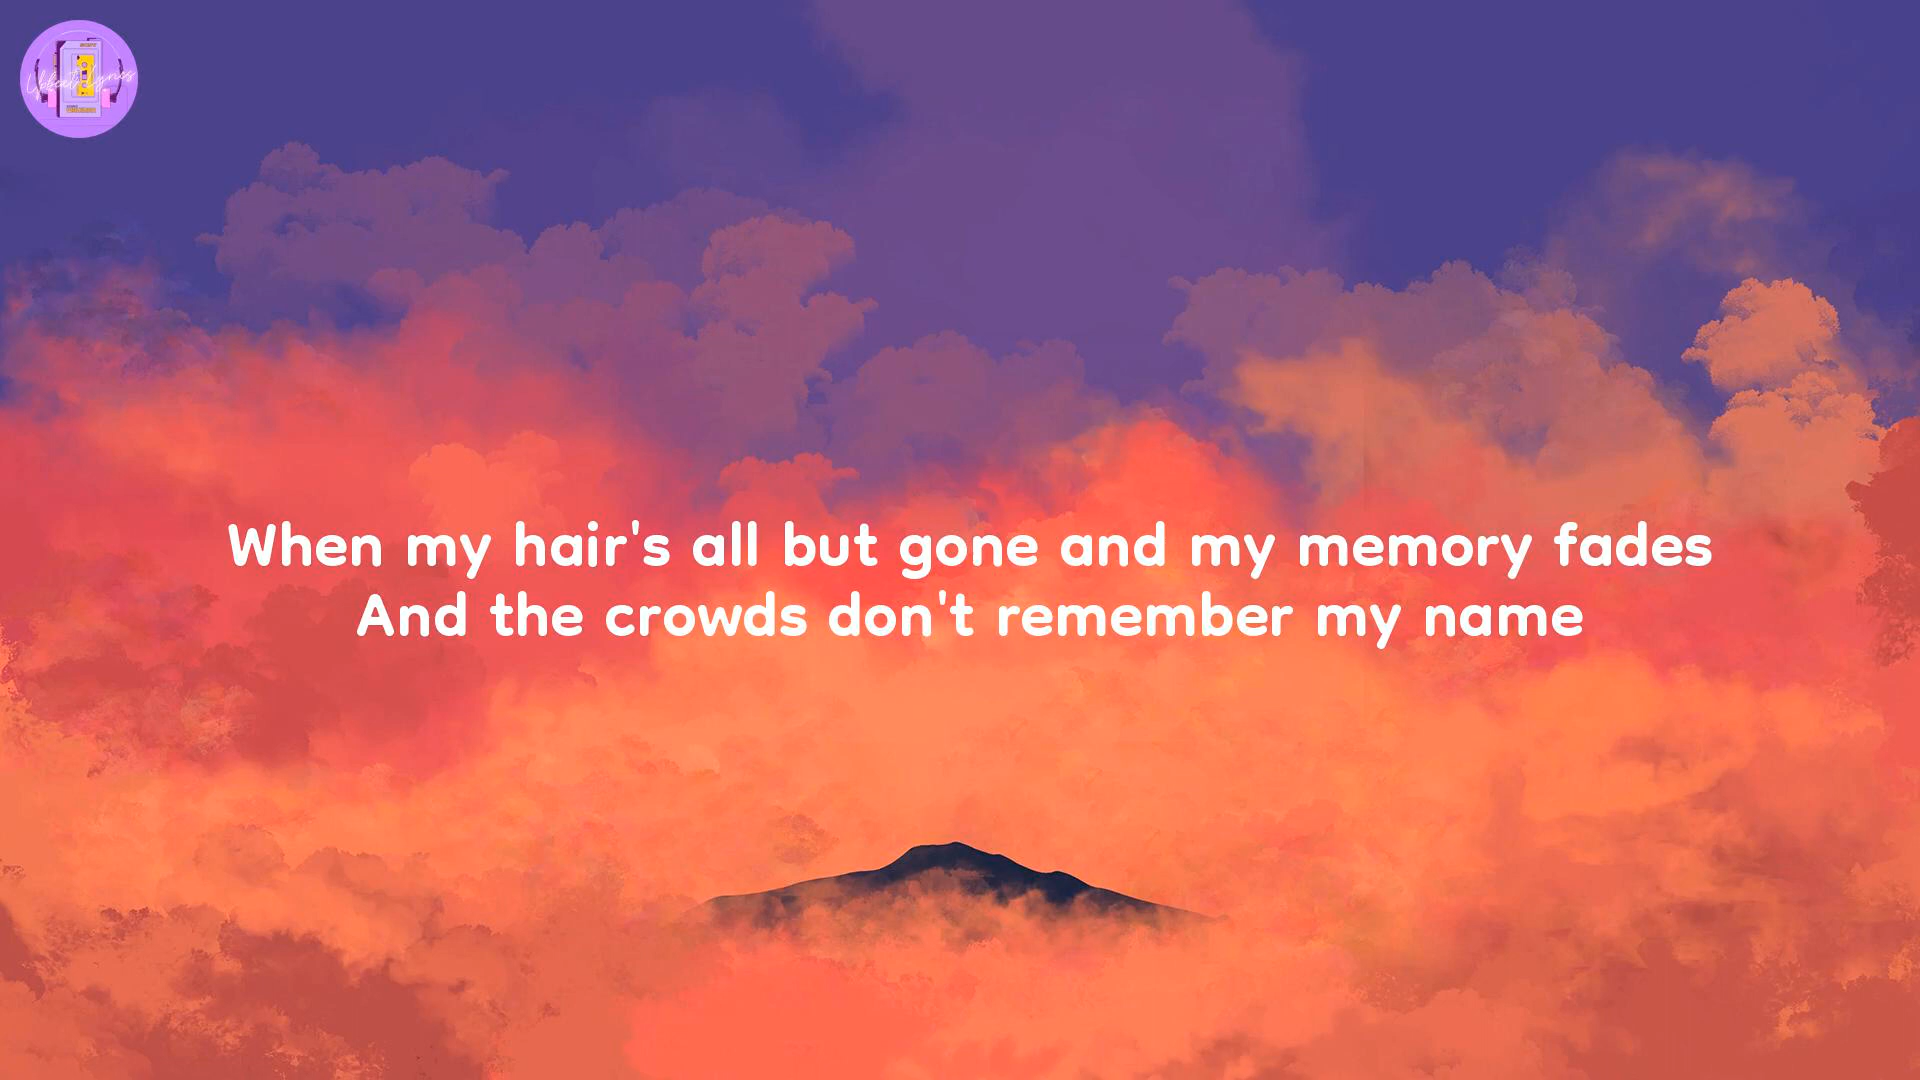 When my hair's all but gone and my memory fades
And the crowds don't remember my name